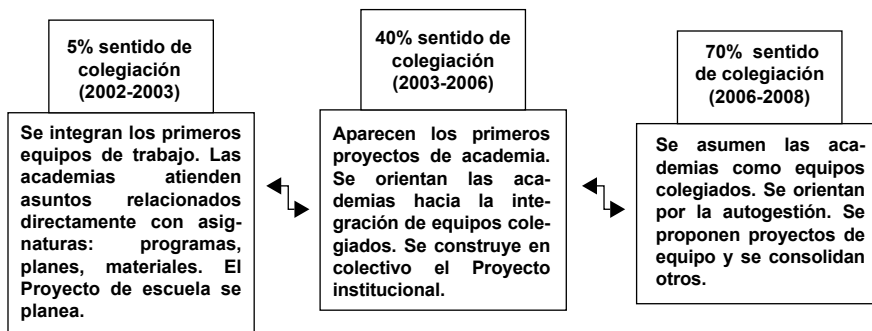 5% sentido de
colegiación
(2002-2003)
Se integran los primeros
equipos de trabajo. Las
academias atienden
asuntos relacionados
directamente con asig-
naturas: programas,
planes, materiales. El
Proyecto de escuela se
planea.
40% sentido de
colegiación
(2003-2006)
Aparecen los primeros
proyectos de academia.
Se orientan las aca-
demias hacia la inte-
gración de equipos cole-
giados. Se construye en
colectivo el Proyecto
institucional.
70% sentido
de colegiación
(2006-2008)
Se asumen las aca-
demias como equipos
colegiados. Se orientan
por la autogestión. Se
proponen proyectos de
equipo y se consolidan
otros.